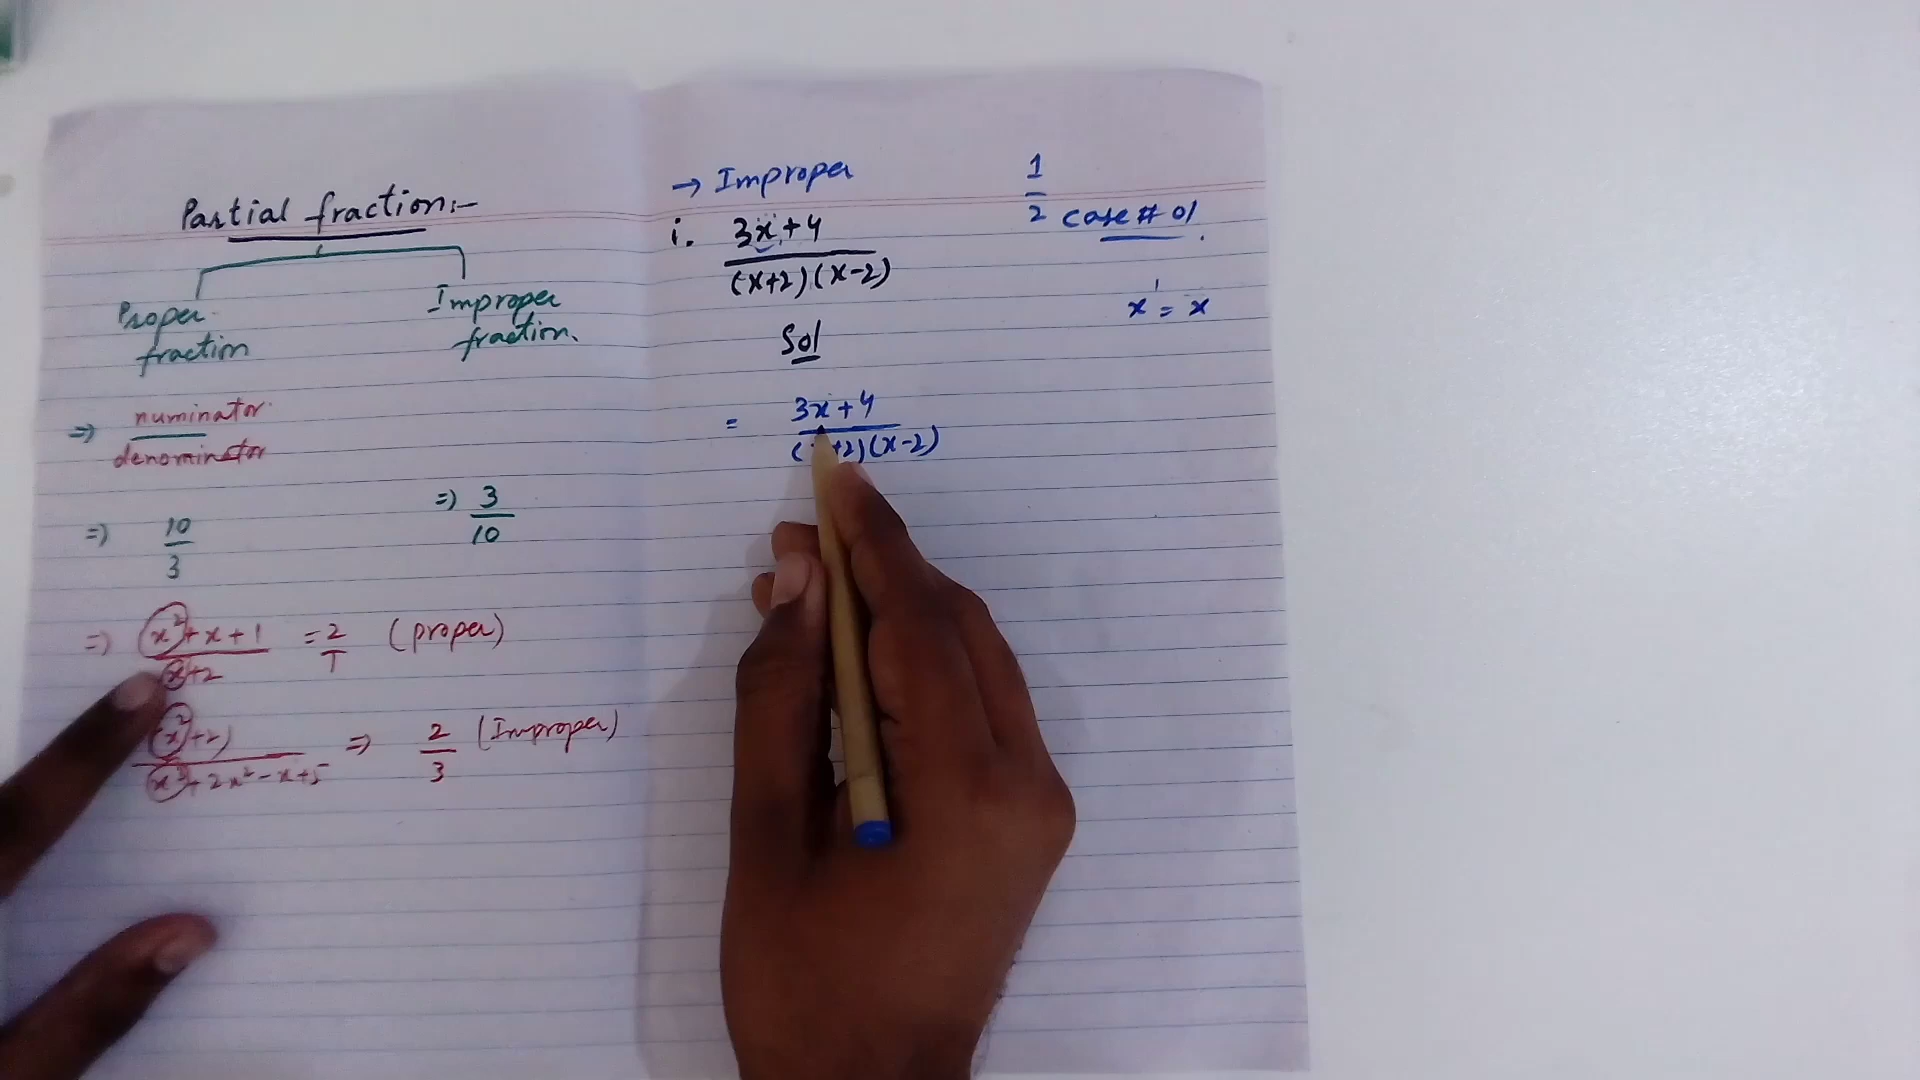 Partial fraction:-
Proper fraction
Improper fraction.
=> numinator
denominator
=> 10/3
=> 3/10
=> x²+x+1 / x+2 = 2/1 (proper)
(x²+2) / x³+2x²-x+5 => 2/3 (Improper)
→ Improper
1/2
case # 01.
i. 3x+4
(x+2)(x-2)
x¹ = x
Sol
= 3x+4
( +2)(x-2)